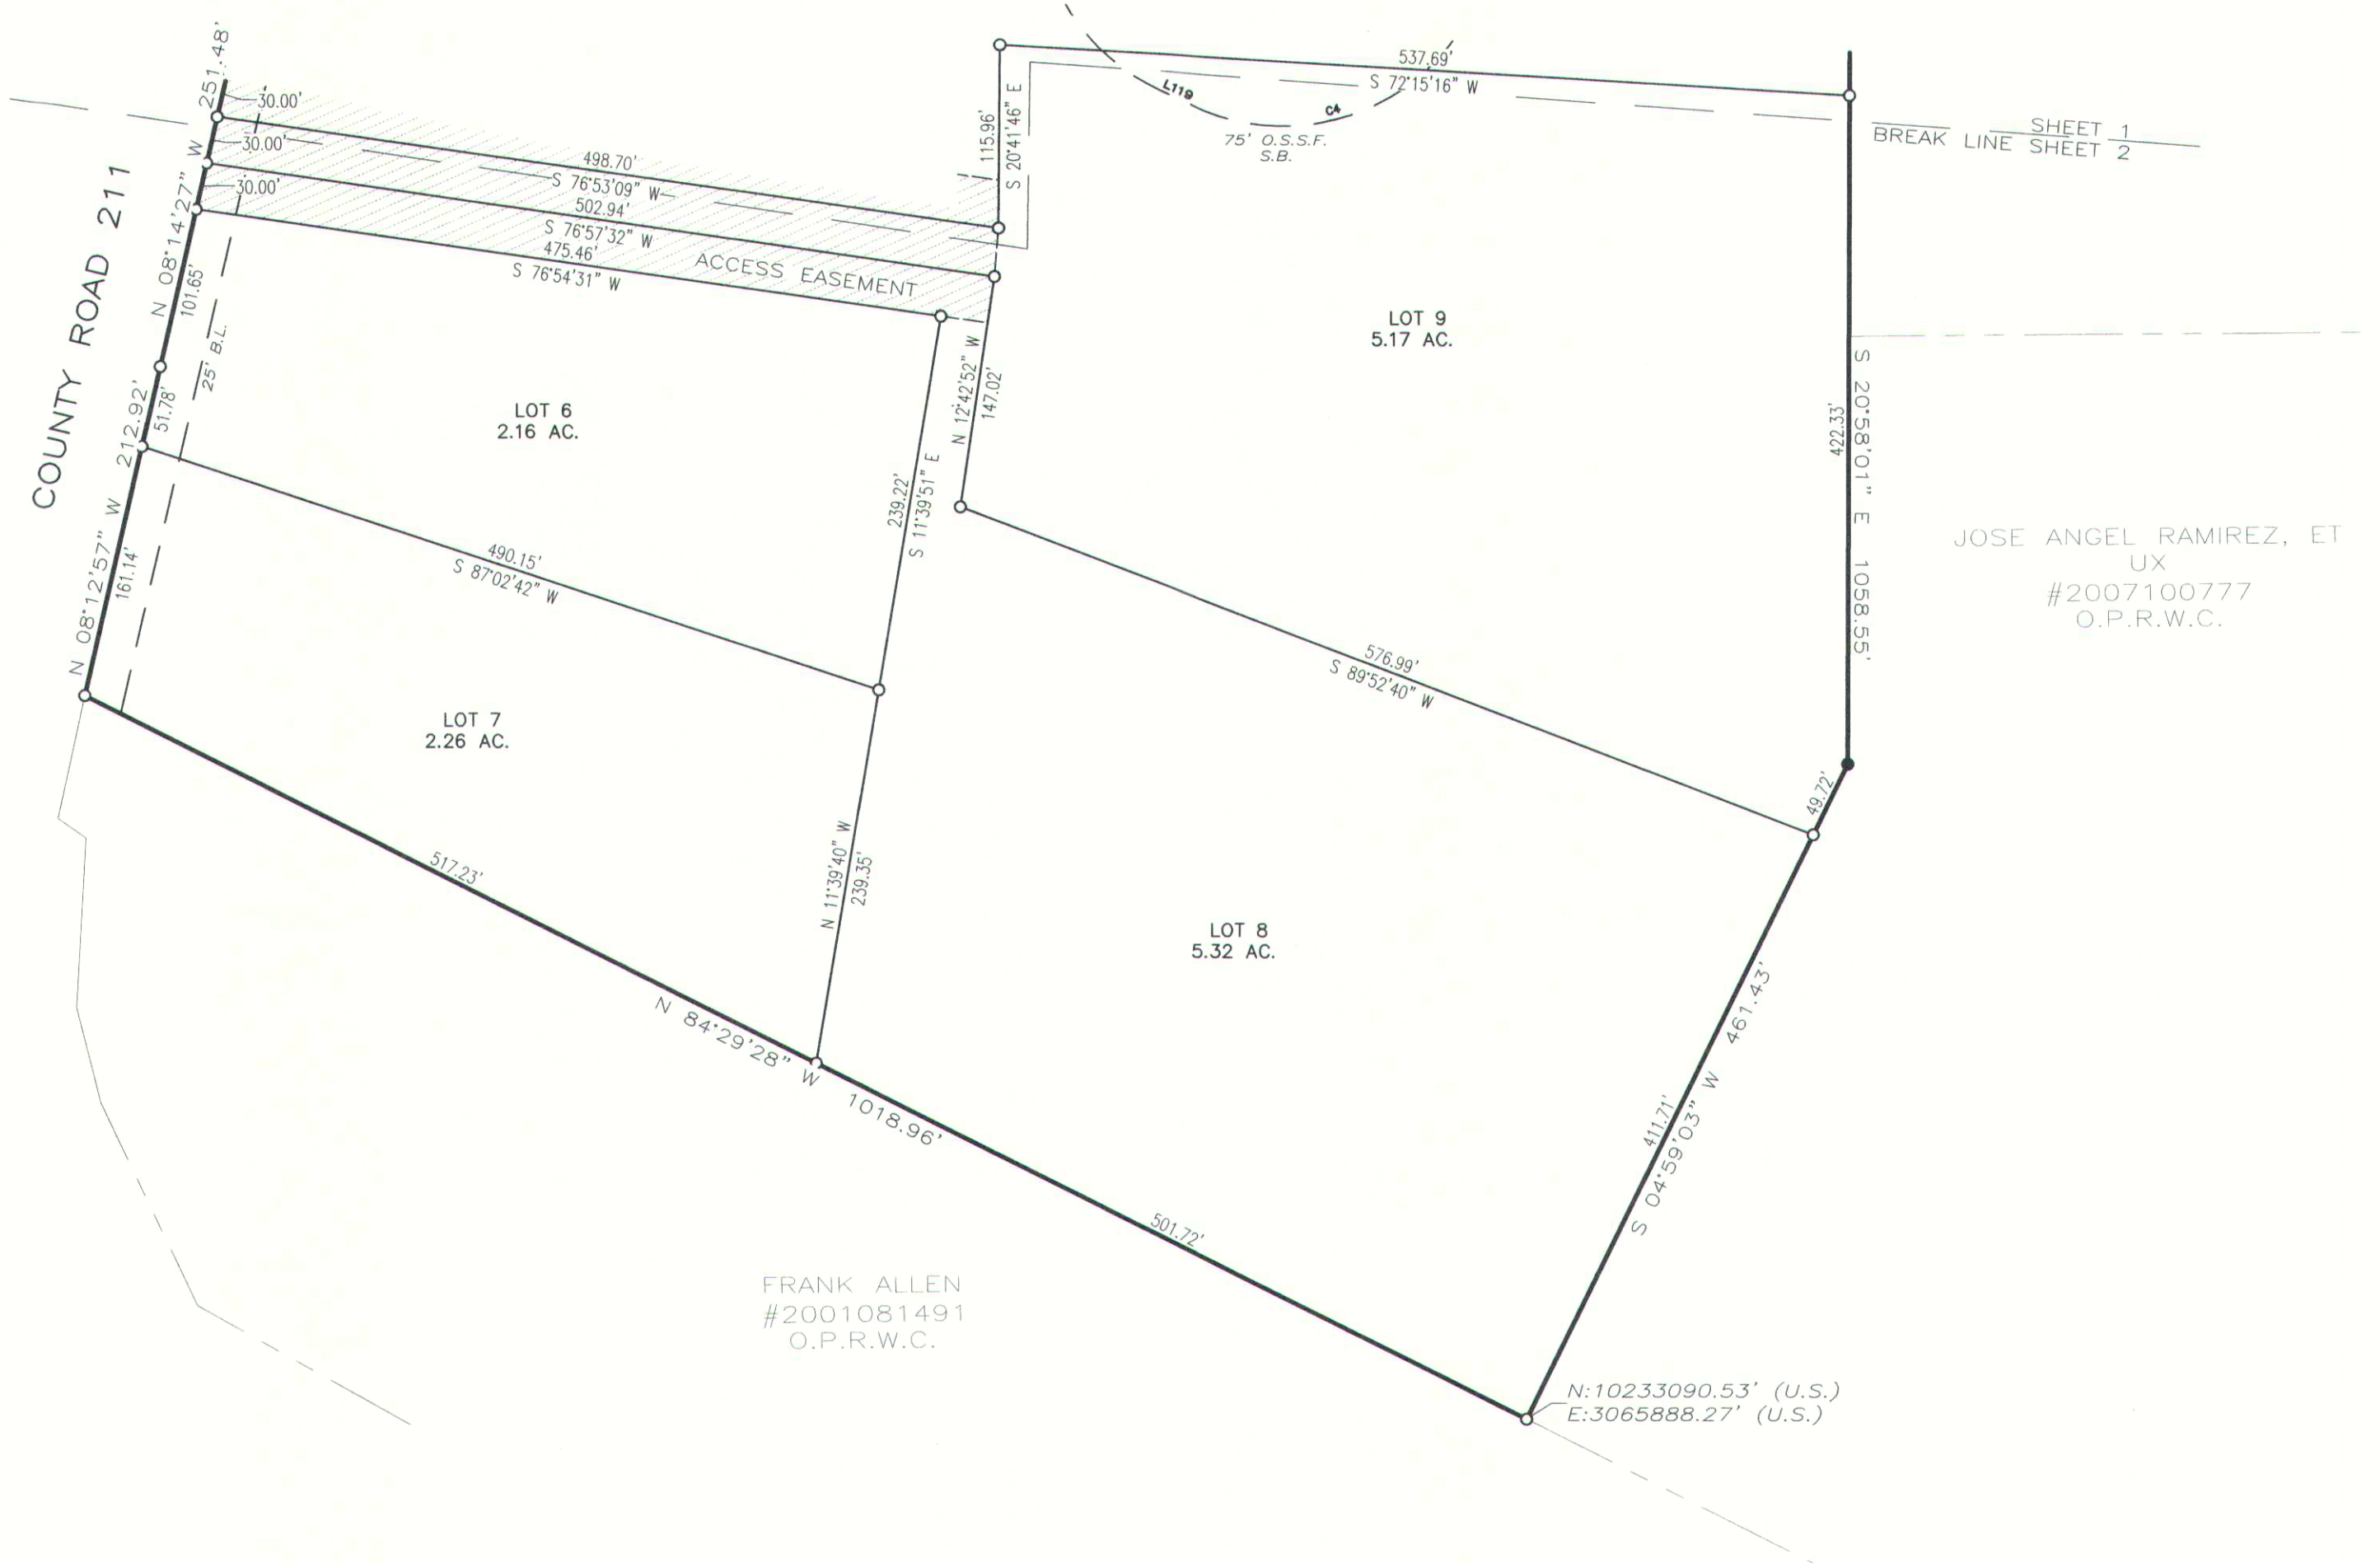 251.48'
30.00'
30.00'
30.00'
COUNTY ROAD 211
N 08°14'27" W
101.65'
25' B.L.
212.92'
51.78'
N 08°12'57" W
161.14'
498.70'
S 76°53'09" W
502.94'
S 76°57'32" W
475.46'
S 76°54'31" W
ACCESS EASEMENT
115.96'
S 20°41'46" E
537.69'
S 72°15'16" W
L119
C4
75' O.S.S.F.
S.B.
SHEET 1
BREAK LINE SHEET 2
LOT 9
5.17 AC.
LOT 6
2.16 AC.
N 12°42'52" W
147.02'
239.22'
S 11°39'51" E
422.33'
S 20°58'01" E 1058.55'
JOSE ANGEL RAMIREZ, ET
UX
#2007100777
O.P.R.W.C.
490.15'
S 87°02'42" W
576.99'
S 89°52'40" W
LOT 7
2.26 AC.
49.72'
517.23'
N 11°39'40" W
239.35'
LOT 8
5.32 AC.
N 84°29'28" W 1018.96'
411.71'
S 04°59'03" W 461.43'
501.72'
FRANK ALLEN
#2001081491
O.P.R.W.C.
N:10233090.53' (U.S.)
E:3065888.27' (U.S.)